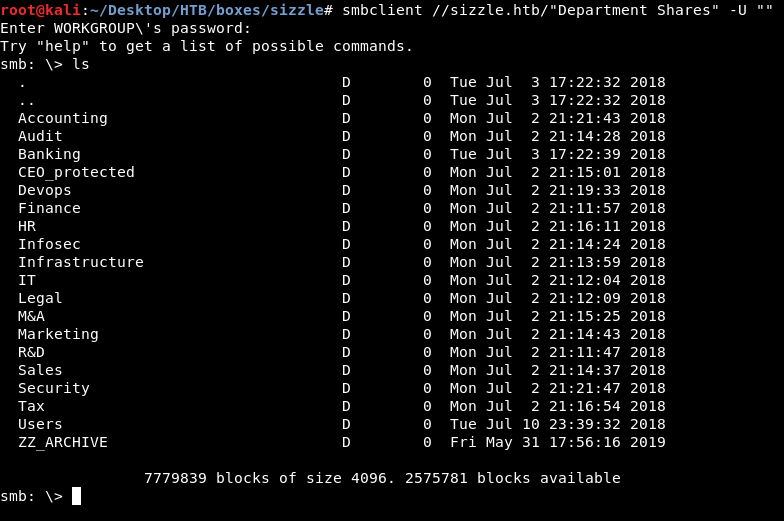 root@kali:~/Desktop/HTB/boxes/sizzle# smbclient //sizzle.htb/"Department Shares" -U ""
Enter WORKGROUP\'s password:
Try "help" to get a list of possible commands.
smb: \> ls
  .                                   D        0  Tue Jul  3 17:22:32 2018
  ..                                  D        0  Tue Jul  3 17:22:32 2018
  Accounting                          D        0  Mon Jul  2 21:21:43 2018
  Audit                               D        0  Mon Jul  2 21:14:28 2018
  Banking                             D        0  Tue Jul  3 17:22:39 2018
  CEO_protected                       D        0  Mon Jul  2 21:15:01 2018
  Devops                              D        0  Mon Jul  2 21:19:33 2018
  Finance                             D        0  Mon Jul  2 21:11:57 2018
  HR                                  D        0  Mon Jul  2 21:16:11 2018
  Infosec                             D        0  Mon Jul  2 21:14:24 2018
  Infrastructure                      D        0  Mon Jul  2 21:13:59 2018
  IT                                  D        0  Mon Jul  2 21:12:04 2018
  Legal                               D        0  Mon Jul  2 21:12:09 2018
  M&A                                 D        0  Mon Jul  2 21:15:25 2018
  Marketing                           D        0  Mon Jul  2 21:14:43 2018
  R&D                                 D        0  Mon Jul  2 21:11:47 2018
  Sales                               D        0  Mon Jul  2 21:14:37 2018
  Security                            D        0  Mon Jul  2 21:21:47 2018
  Tax                                 D        0  Mon Jul  2 21:16:54 2018
  Users                               D        0  Tue Jul 10 23:39:32 2018
  ZZ_ARCHIVE                          D        0  Fri May 31 17:56:16 2019
                7779839 blocks of size 4096. 2575781 blocks available
smb: \>